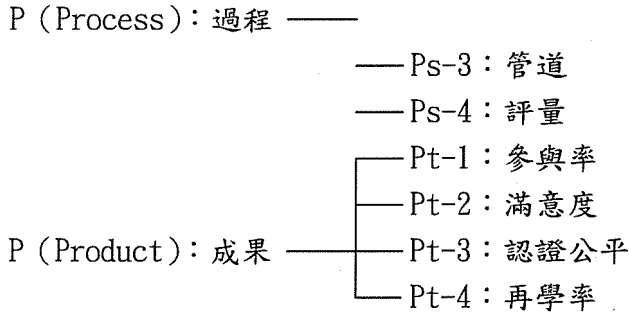 P（Process）：過程
Ps-3：管道
Ps-4：評量
Pt-1：參與率
Pt-2：滿意度
P（Product）：成果
Pt-3：認證公平
Pt-4：再學率